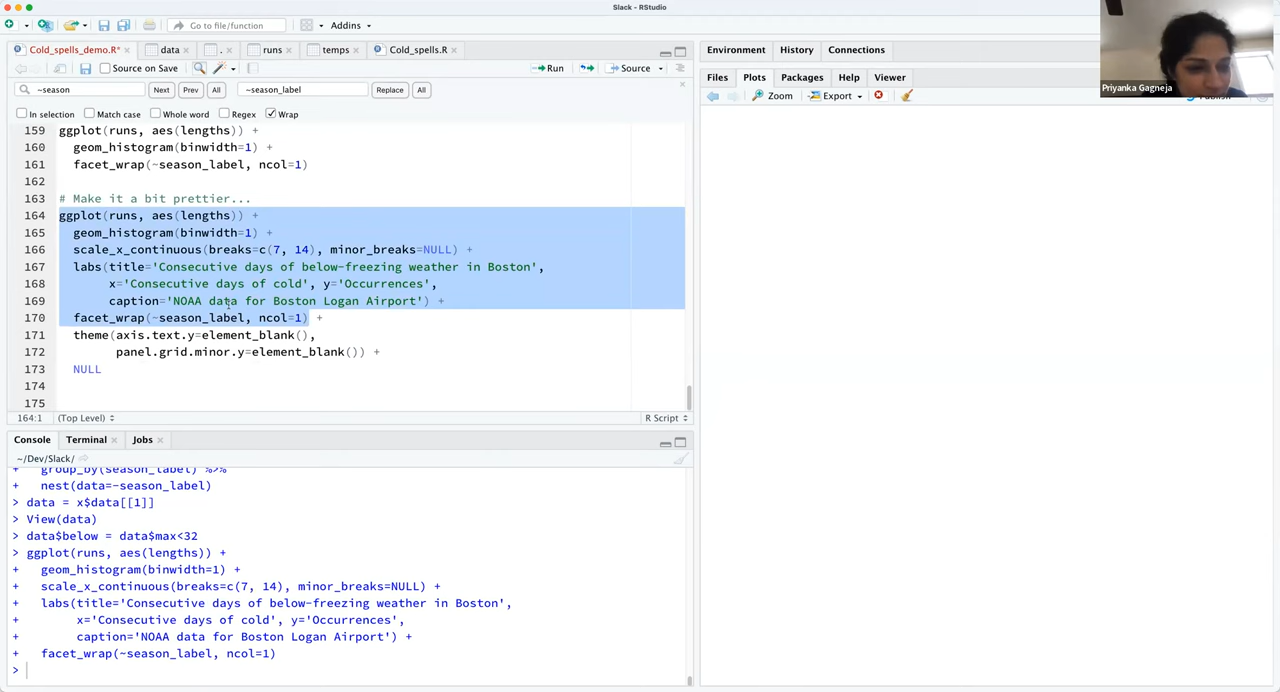 Slack - RStudio
Go to file/function
Addins
Cold_spells_demo.R*
data
.
runs
temps
Cold_spells.R
Source on Save
Run
Source
~season
Next
Prev
All
~season_label
Replace
All
In selection
Match case
Whole word
Regex
Wrap
159 ggplot(runs, aes(lengths)) +
160 geom_histogram(binwidth=1) +
161 facet_wrap(~season_label, ncol=1)
162
163 # Make it a bit prettier...
164 ggplot(runs, aes(lengths)) +
165 geom_histogram(binwidth=1) +
166 scale_x_continuous(breaks=c(7, 14), minor_breaks=NULL) +
167 labs(title='Consecutive days of below-freezing weather in Boston',
168 x='Consecutive days of cold', y='Occurrences',
169 caption='NOAA data for Boston Logan Airport') +
170 facet_wrap(~season_label, ncol=1) +
171 theme(axis.text.y=element_blank(),
172 panel.grid.minor.y=element_blank()) +
173 NULL
174
175
164:1
(Top Level)
R Script
Console
Terminal
Jobs
~/Dev/Slack/
+ group_by(season_label) %>%
+ nest(data=-season_label)
> data = x$data[[1]]
> View(data)
> data$below = data$max<32
> ggplot(runs, aes(lengths)) +
+ geom_histogram(binwidth=1) +
+ scale_x_continuous(breaks=c(7, 14), minor_breaks=NULL) +
+ labs(title='Consecutive days of below-freezing weather in Boston',
+ x='Consecutive days of cold', y='Occurrences',
+ caption='NOAA data for Boston Logan Airport') +
+ facet_wrap(~season_label, ncol=1)
>
Environment
History
Connections
Files
Plots
Packages
Help
Viewer
Zoom
Export
Publish
Priyanka Gagneja